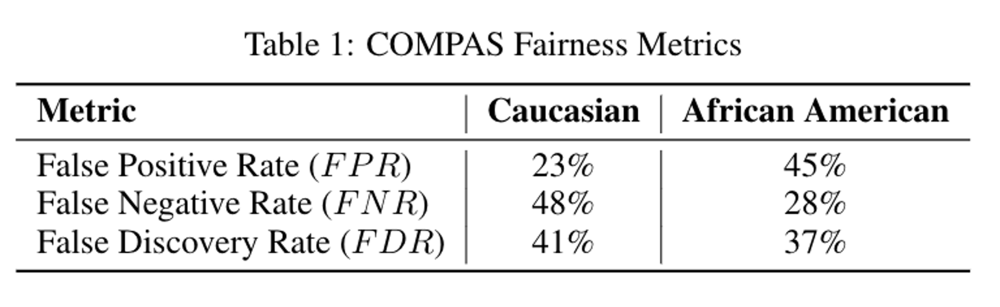 Table 1: COMPAS Fairness Metrics
Metric Caucasian African American
False Positive Rate (FPR) 23% 45%
False Negative Rate (FNR) 48% 28%
False Discovery Rate (FDR) 41% 37%